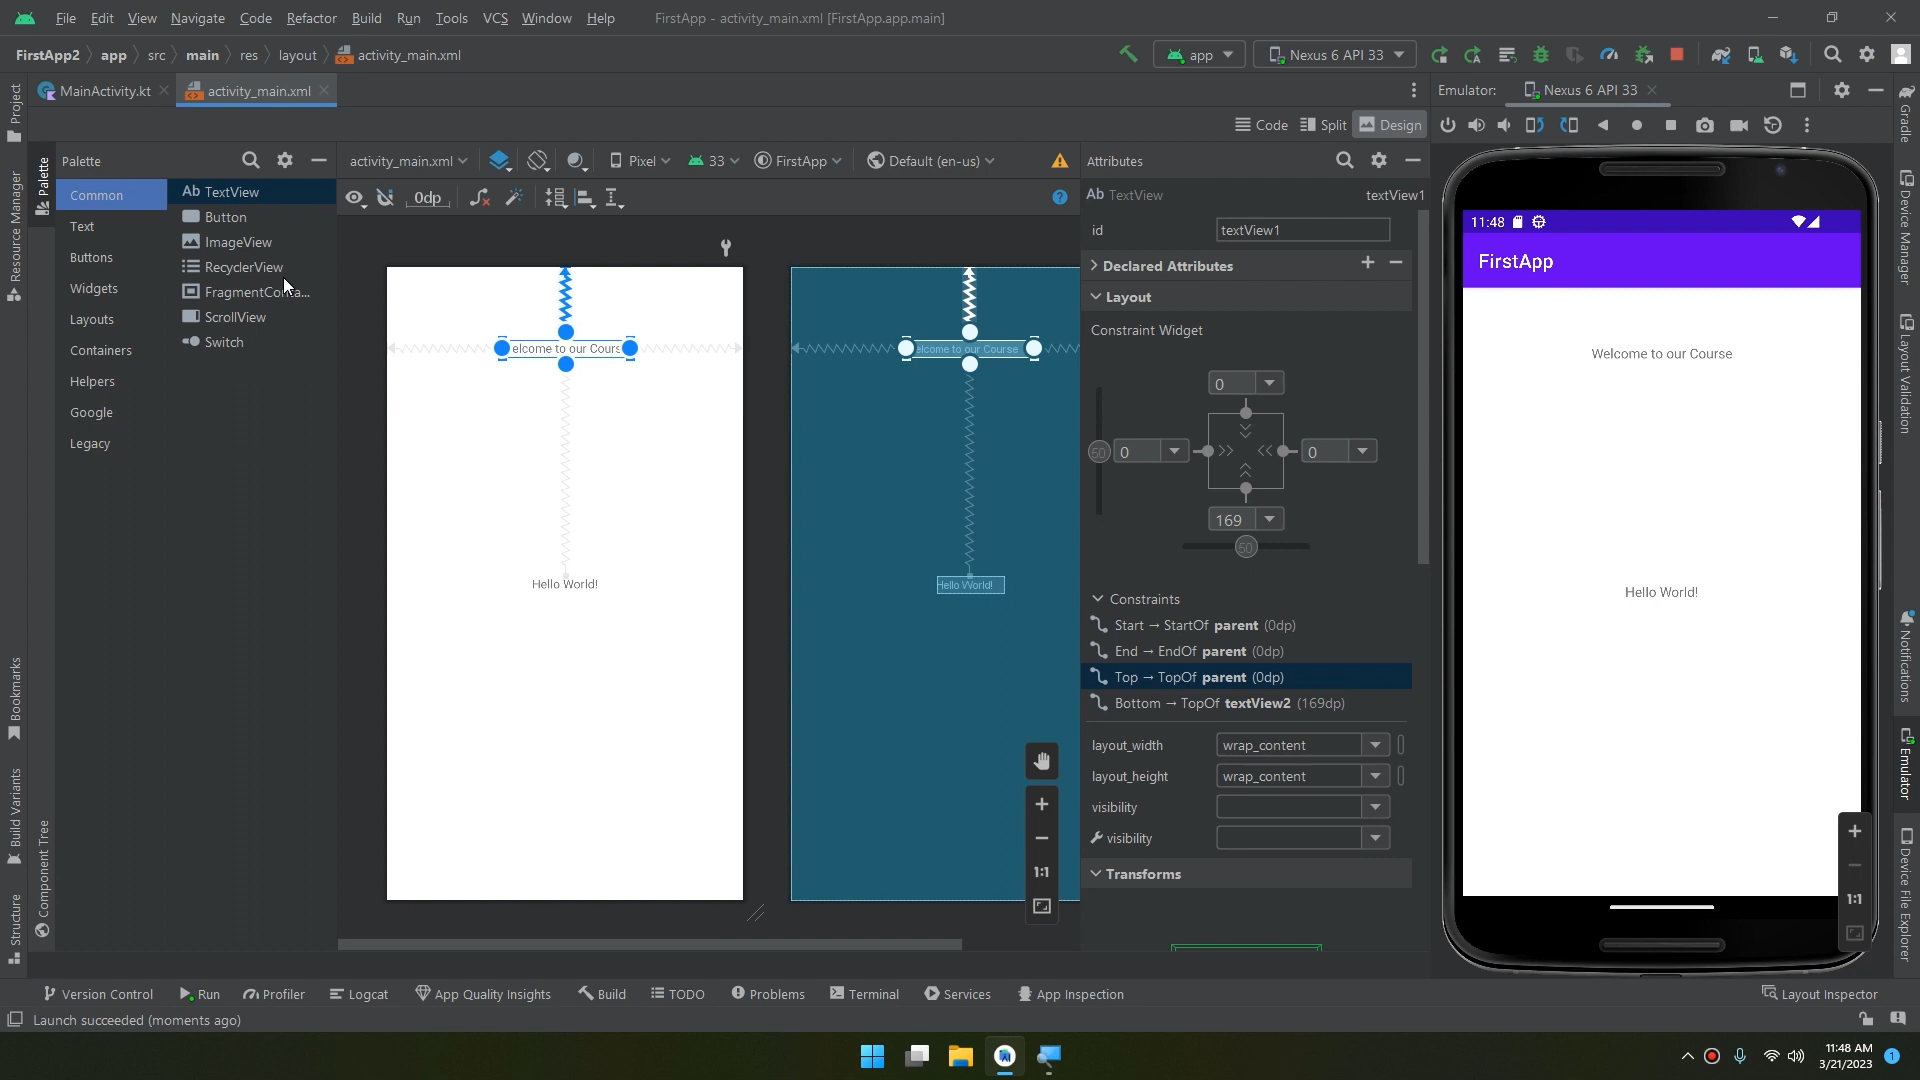 File Edit View Navigate Code Refactor Build Run Tools VCS Window Help FirstApp - activity_main.xml [FirstApp.app.main]
FirstApp2 app src main res layout activity_main.xml app Nexus 6 API 33
MainActivity.kt activity_main.xml Emulator: Nexus 6 API 33
Code Split Design
Palette activity_main.xml Pixel 33 FirstApp Default (en-us) Attributes
0dp
Common
Text
Buttons
Widgets
Layouts
Containers
Helpers
Google
Legacy
Ab TextView
Button
ImageView
RecyclerView
ScrollView
Switch
Hello World!
Hello World!
Ab TextView textView1
id textView1
Declared Attributes
Layout
Constraint Widget
0
50 0 0
169
50
Constraints
Start → StartOf parent (0dp)
End → EndOf parent (0dp)
Top → TopOf parent (0dp)
Bottom → TopOf textView2 (169dp)
layout_width wrap_content
layout_height wrap_content
visibility
visibility
Transforms
1:1
11:48
FirstApp
Welcome to our Course
Hello World!
1:1
Project
Resource Manager
Bookmarks
Build Variants
Structure
Palette
Component Tree
Gradle
Device Manager
Layout Validation
Notifications
Emulator
Device File Explorer
Version Control Run Profiler Logcat App Quality Insights Build TODO Problems Terminal Services App Inspection Layout Inspector
Launch succeeded (moments ago)
11:48 AM
3/21/2023
1